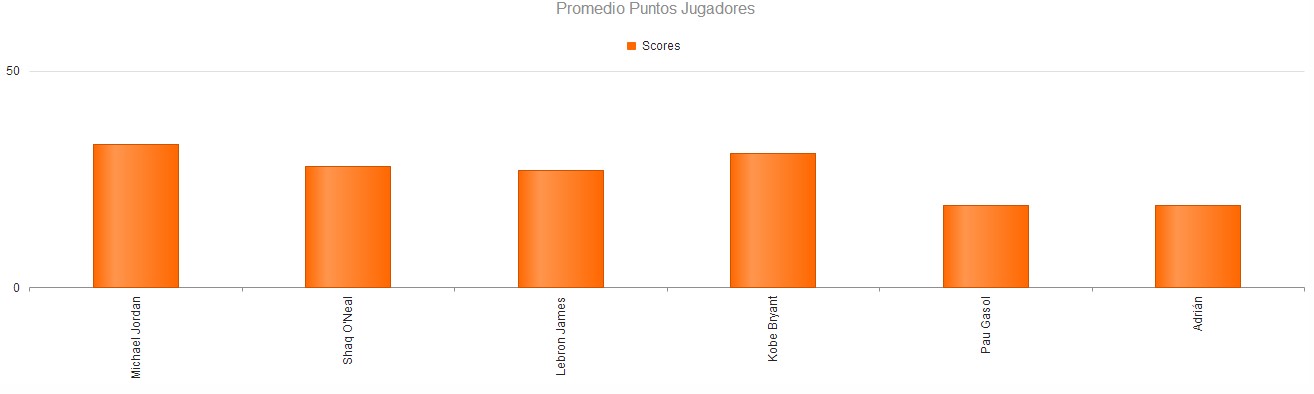 Promedio Puntos Jugadores
Scores
50
0
Michael Jordan
Shaq O'Neal
Lebron James
Kobe Bryant
Pau Gasol
Adrián